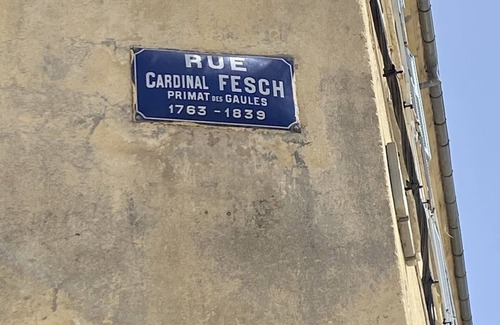 RUE
CARDINAL FESCH
PRIMAT DES GAULES
1763 - 1839